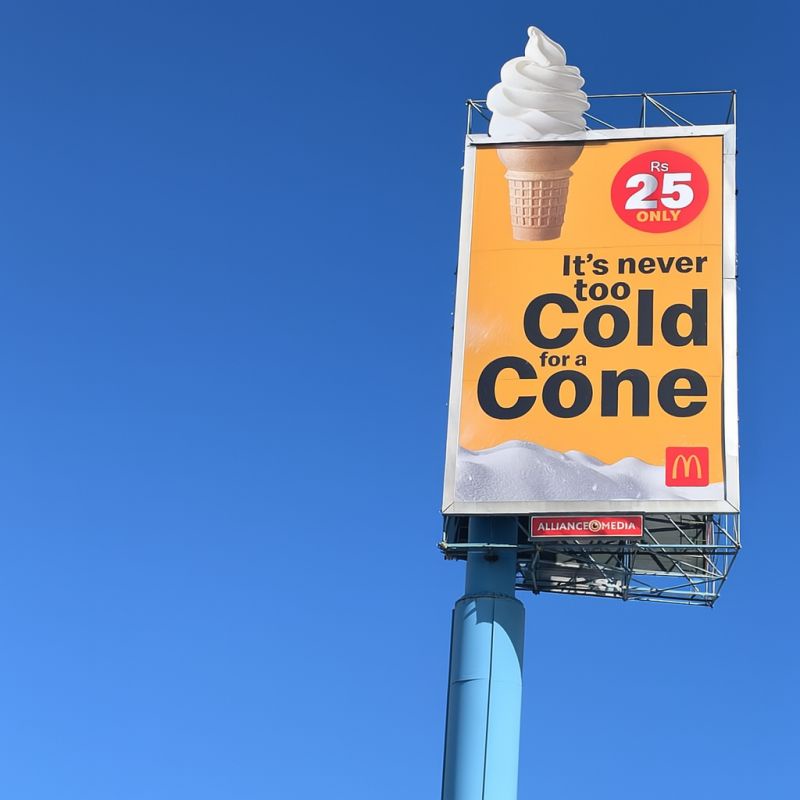 Rs
25
ONLY
It's never
too
Cold
for a
Cone
ALLIANCE MEDIA